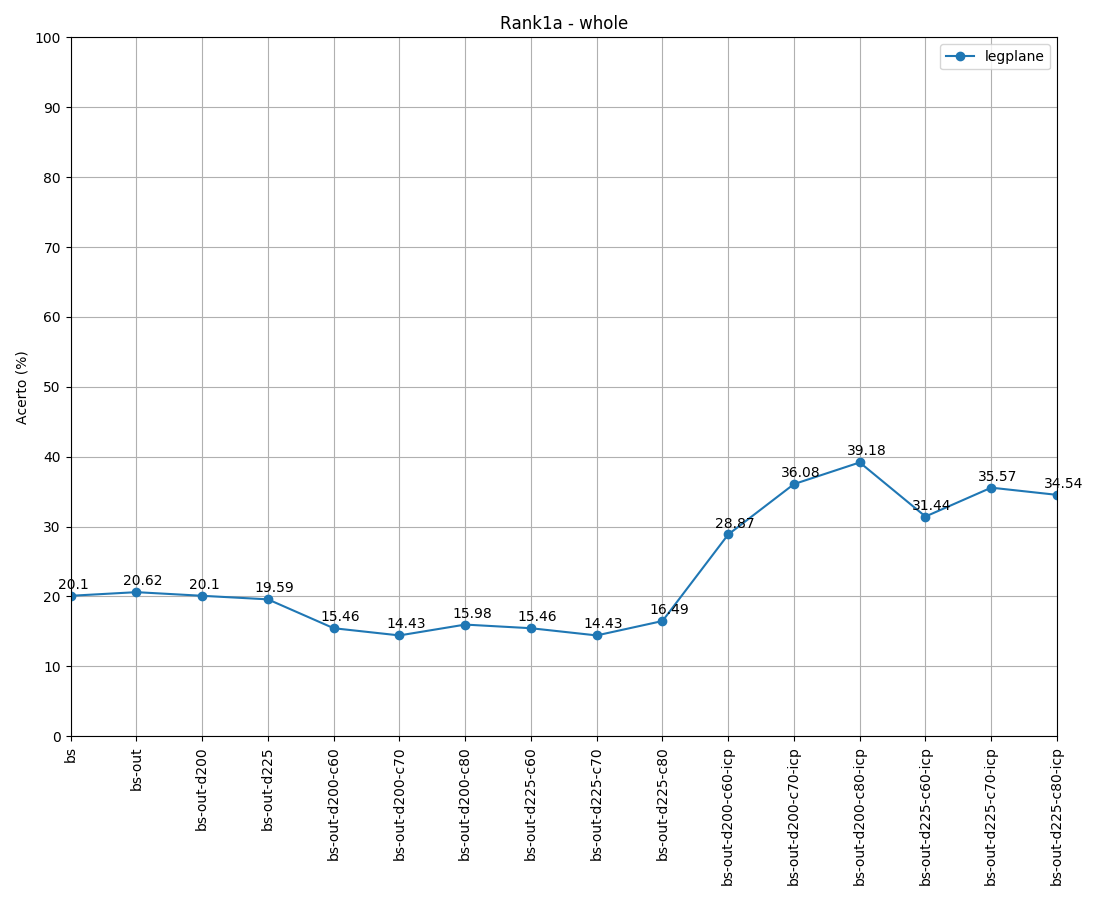 Rank1a - whole
legplane
Acerto (%)
100
90
80
70
60
50
40
30
20
10
0
20.1
20.62
20.1
19.59
15.46
14.43
15.98
15.46
14.43
16.49
28.87
36.08
39.18
31.44
35.57
34.54
bs
bs-out
bs-out-d200
bs-out-d225
bs-out-d200-c60
bs-out-d200-c70
bs-out-d200-c80
bs-out-d225-c60
bs-out-d225-c70
bs-out-d225-c80
bs-out-d200-c60-icp
bs-out-d200-c70-icp
bs-out-d200-c80-icp
bs-out-d225-c60-icp
bs-out-d225-c70-icp
bs-out-d225-c80-icp